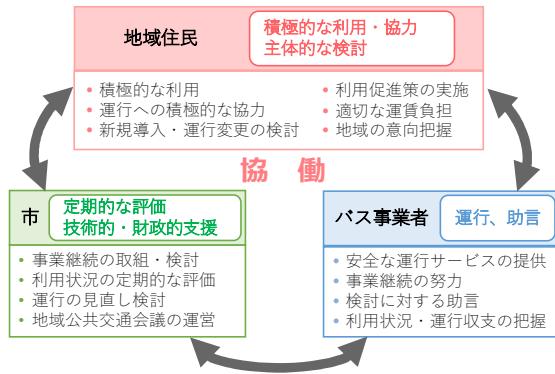 地域住民
積極的な利用・協力
主体的な検討
• 積極的な利用
• 運行への積極的な協力
• 新規導入・運行変更の検討
• 利用促進策の実施
• 適切な運賃負担
• 地域の意向把握
協 働
市
定期的な評価
技術的・財政的支援
• 事業継続の取組・検討
• 利用状況の定期的な評価
• 運行の見直し検討
• 地域公共交通会議の運営
バス事業者
運行、助言
• 安全な運行サービスの提供
• 事業継続の努力
• 検討に対する助言
• 利用状況・運行収支の把握